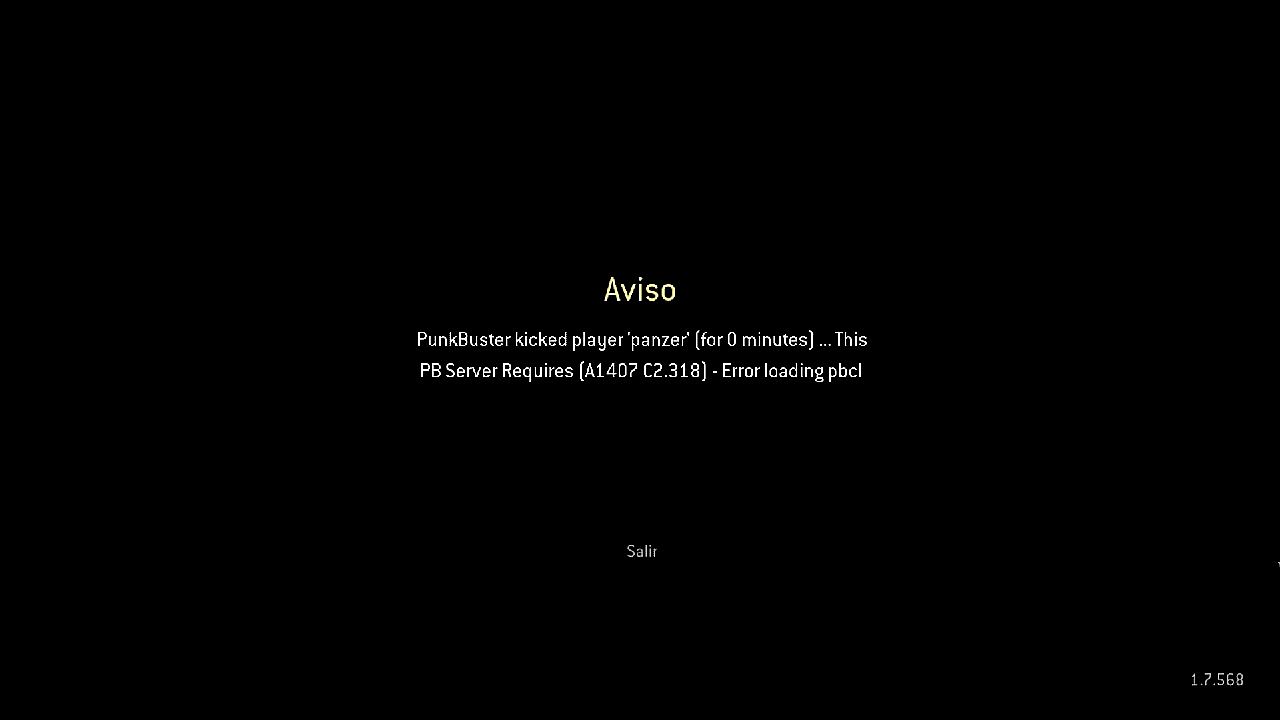 Aviso
PunkBuster kicked player 'panzer' (for 0 minutes) ... This
PB Server Requires (A1407 C2.318) - Error loading pbcl
Salir
1.7.568